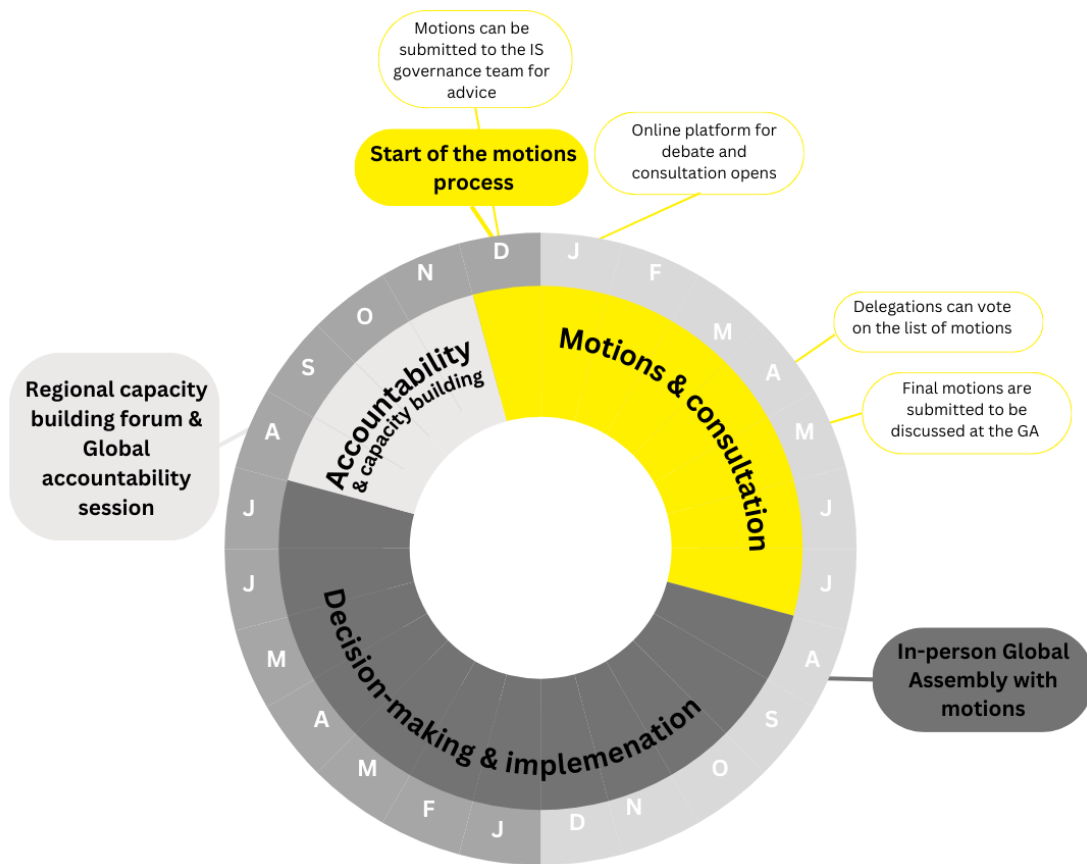 Motions can be
submitted to the IS
governance team for
advice
Start of the motions
process
Online platform for
debate and
consultation opens
Delegations can vote
on the list of motions
Final motions are
submitted to be
discussed at the GA
In-person Global
Assembly with
motions
Regional capacity
building forum &
Global
accountability
session
J
F
M
A
M
J
J
A
S
O
N
D
J
F
M
A
M
J
J
A
S
O
N
D
Motions & consultation
Decision-making & implemenation
Accountability
& capacity building